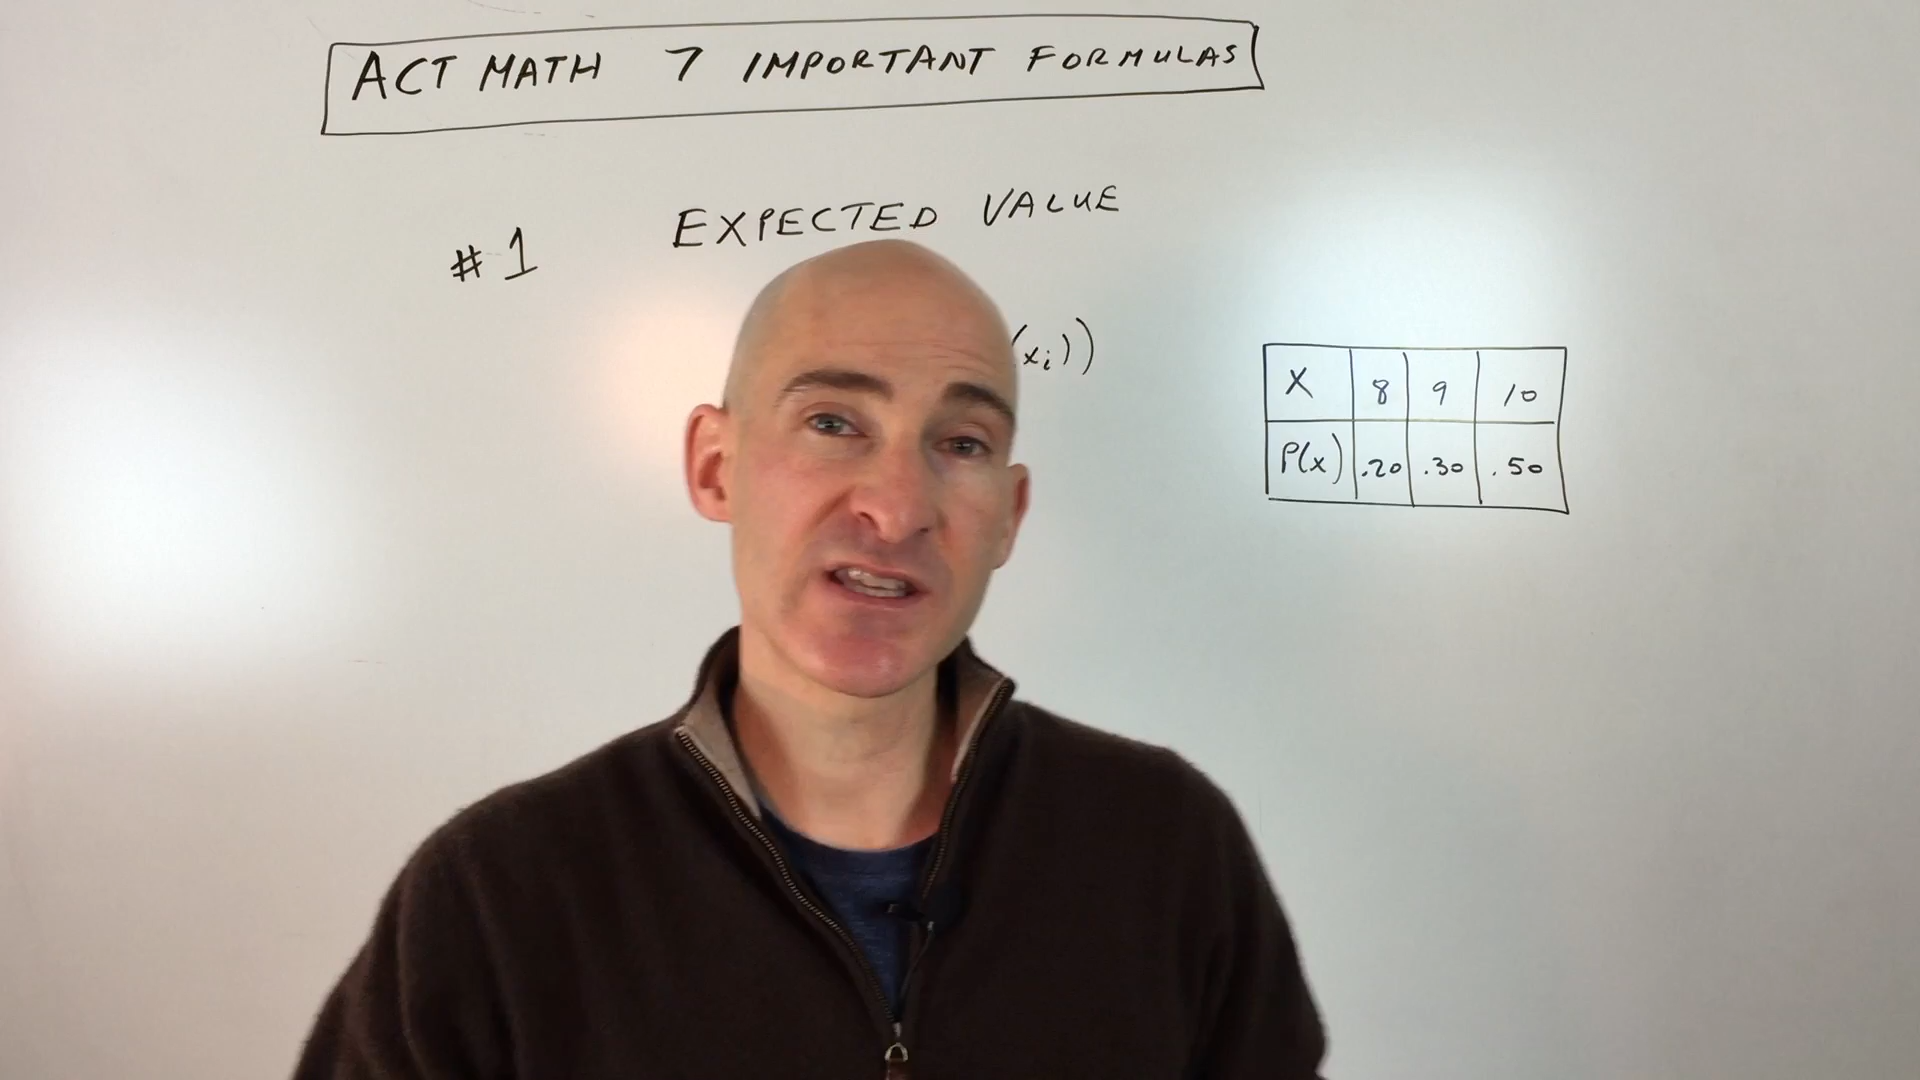 ACT MATH 7 IMPORTANT FORMULAS
#1 EXPECTED VALUE
(xi))
X 8 9 10
P(x) .20 .30 .50